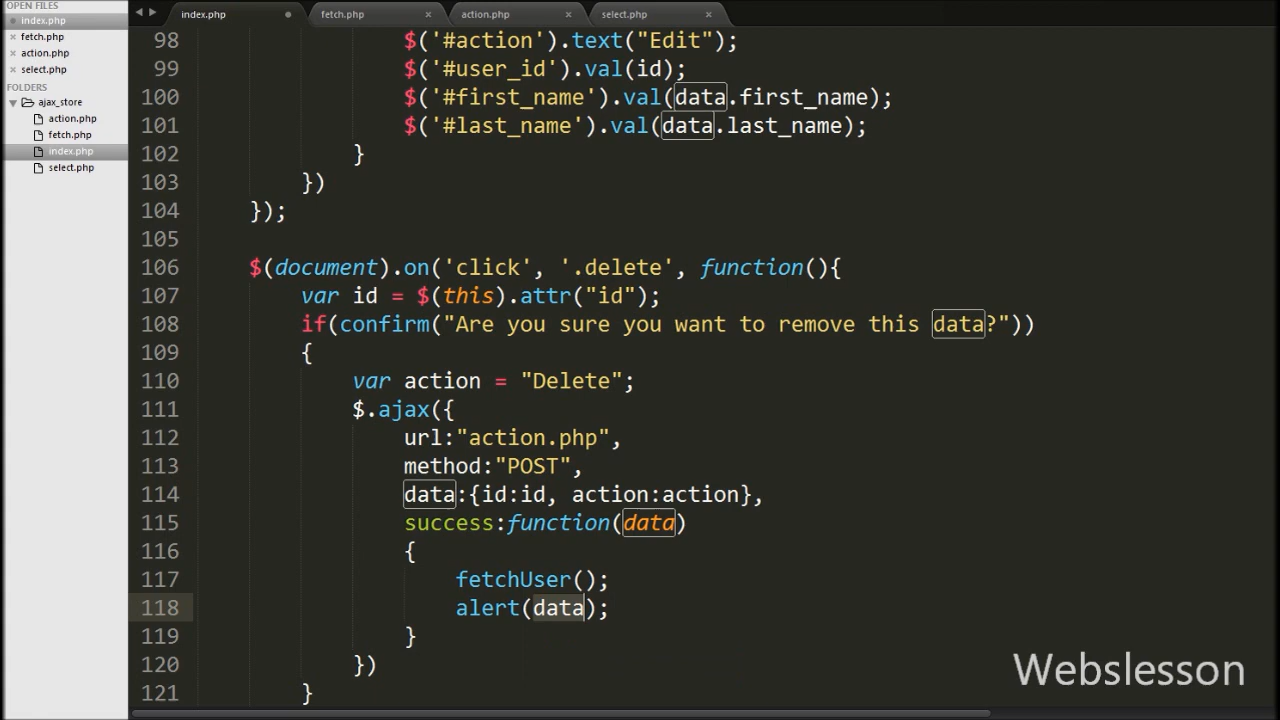 OPEN FILES
index.php
fetch.php
action.php
select.php
FOLDERS
ajax_store
action.php
fetch.php
index.php
select.php
index.php fetch.php action.php select.php
98 $('#action').text("Edit");
99 $('#user_id').val(id);
100 $('#first_name').val(data.first_name);
101 $('#last_name').val(data.last_name);
102 }
103 })
104 });
105
106 $(document).on('click', '.delete', function(){
107 var id = $(this).attr("id");
108 if(confirm("Are you sure you want to remove this data?"))
109 {
110 var action = "Delete";
111 $.ajax({
112 url:"action.php",
113 method:"POST",
114 data:{id:id, action:action},
115 success:function(data)
116 {
117 fetchUser();
118 alert(data);
119 }
120 })
121 }
Webslesson